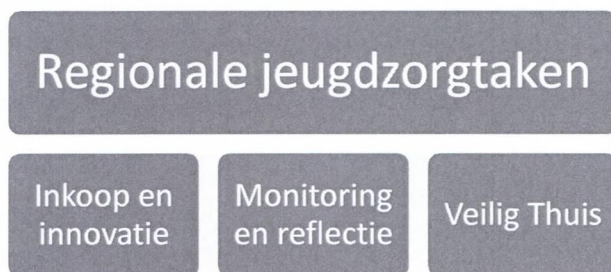 Regionale jeugdzorgtaken
Inkoop en
innovatie
Monitoring
en reflectie
Veilig Thuis